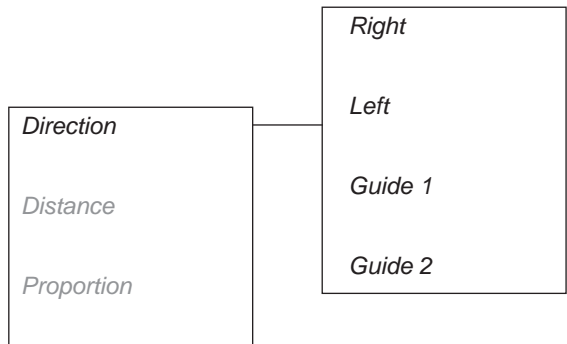 Direction
Distance
Proportion
Right
Left
Guide 1
Guide 2